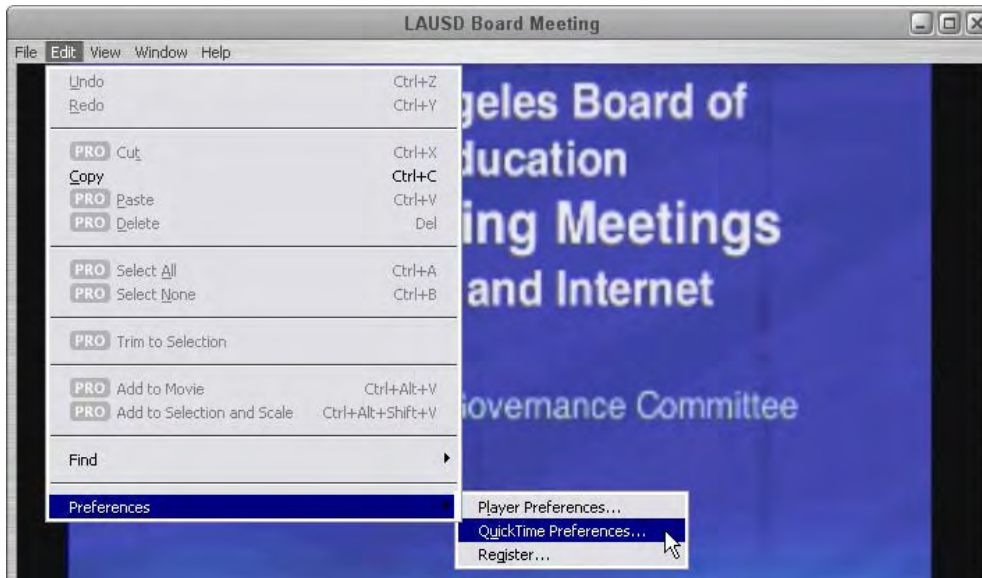 LAUSD Board Meeting
File Edit View Window Help
Undo Ctrl+Z
Redo Ctrl+Y
PRO Cut Ctrl+X
Copy Ctrl+C
PRO Paste Ctrl+V
PRO Delete Del
PRO Select All Ctrl+A
PRO Select None Ctrl+B
PRO Trim to Selection
PRO Add to Movie Ctrl+Alt+V
PRO Add to Selection and Scale Ctrl+Alt+Shift+V
Find
Preferences
Player Preferences...
QuickTime Preferences...
Register...
geles Board of
ducation
ing Meetings
and Internet
overnance Committee